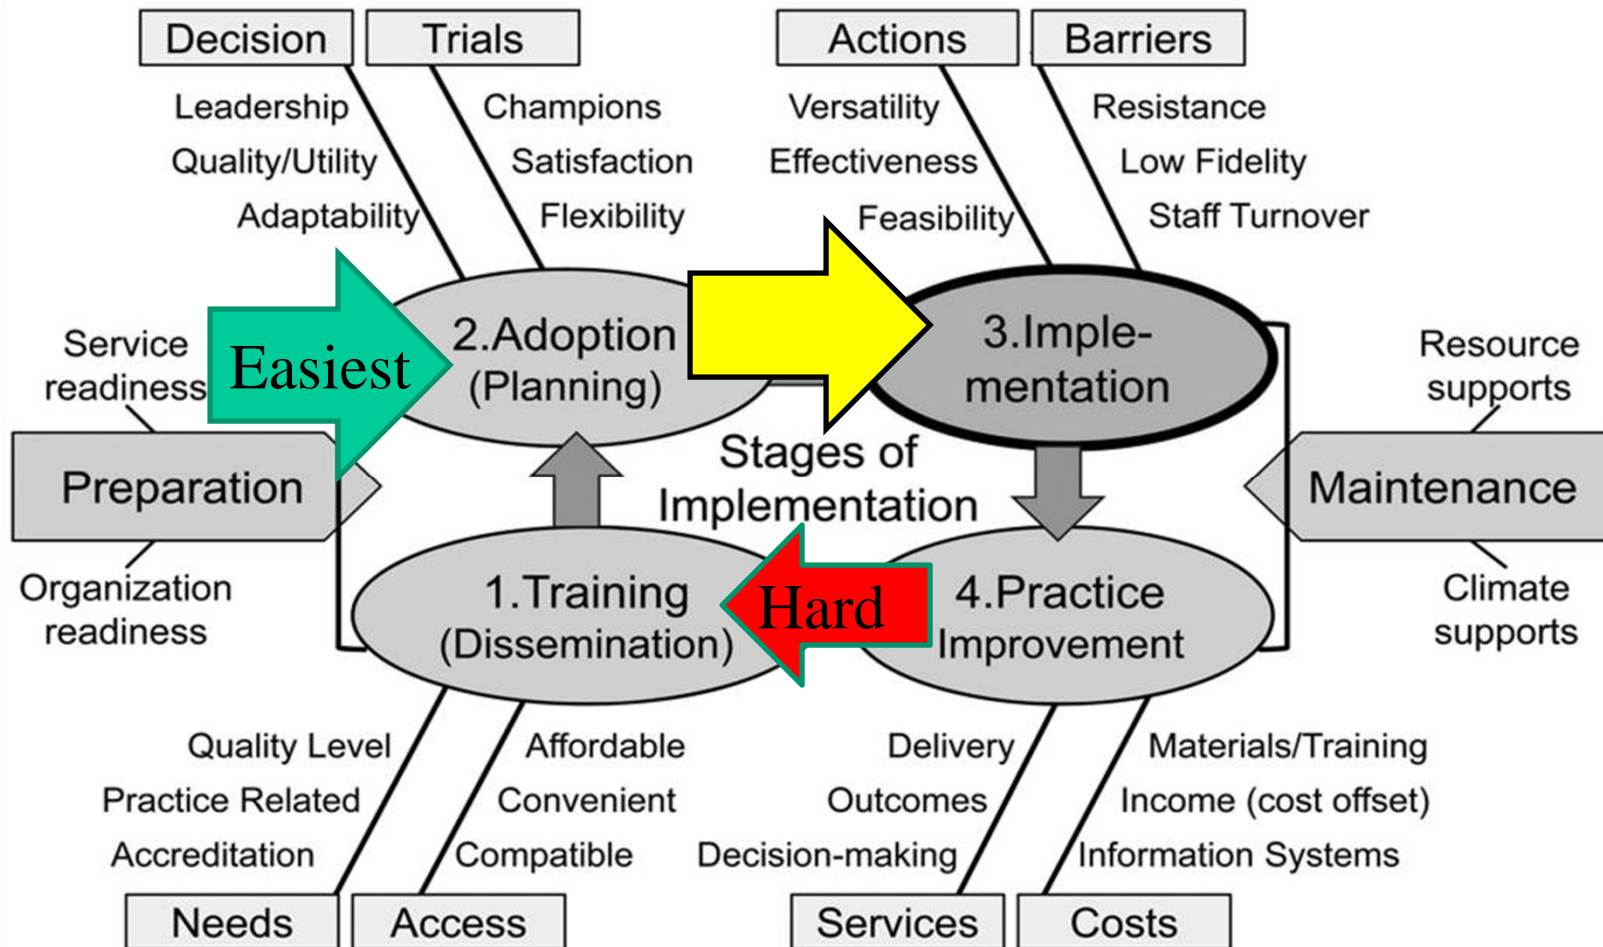 Decision
Trials
Actions
Barriers
Leadership
Quality/Utility
Adaptability
Champions
Satisfaction
Flexibility
Versatility
Effectiveness
Feasibility
Resistance
Low Fidelity
Staff Turnover
Service
readiness
Easiest
2.Adoption
(Planning)
3.Imple-
mentation
Resource
supports
Preparation
Stages of
Implementation
Maintenance
Organization
readiness
1.Training
(Dissemination)
Hard
4.Practice
Improvement
Climate
supports
Quality Level
Practice Related
Accreditation
Affordable
Convenient
Compatible
Delivery
Outcomes
Decision-making
Materials/Training
Income (cost offset)
Information Systems
Needs
Access
Services
Costs